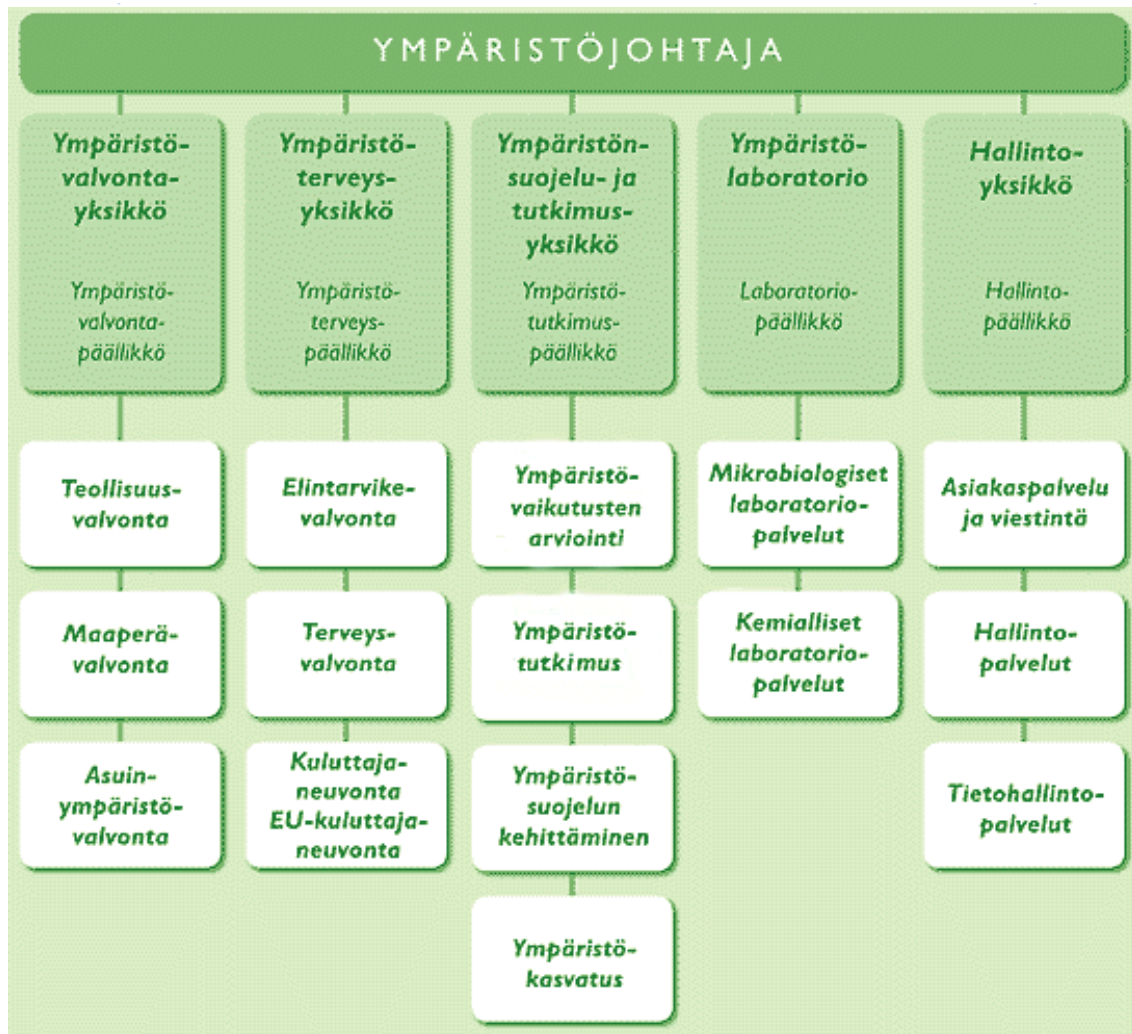 YMPÄRISTÖJOHTAJA
Ympäristö-
valvonta-
yksikkö
Ympäristö-
valvonta-
päällikkö
Teollisuus-
valvonta
Maaperä-
valvonta
Asuin-
ympäristö-
valvonta
Ympäristö-
terveys-
yksikkö
Ympäristö-
terveys-
päällikkö
Elintarvike-
valvonta
Terveys-
valvonta
Kuluttaja-
neuvonta
EU-kuluttaja-
neuvonta
Ympäristön-
suojelu- ja
tutkimus-
yksikkö
Ympäristö-
tutkimus-
päällikkö
Ympäristö-
vaikutusten
arviointi
Ympäristö-
tutkimus
Ympäristö-
suojelun
kehittäminen
Ympäristö-
kasvatus
Ympäristö-
laboratorio
Laboratorio-
päällikkö
Mikrobiologiset
laboratorio-
palvelut
Kemialliset
laboratorio-
palvelut
Hallinto-
yksikkö
Hallinto-
päällikkö
Asiakaspalvelu
ja viestintä
Hallinto-
palvelut
Tietohallinto-
palvelut